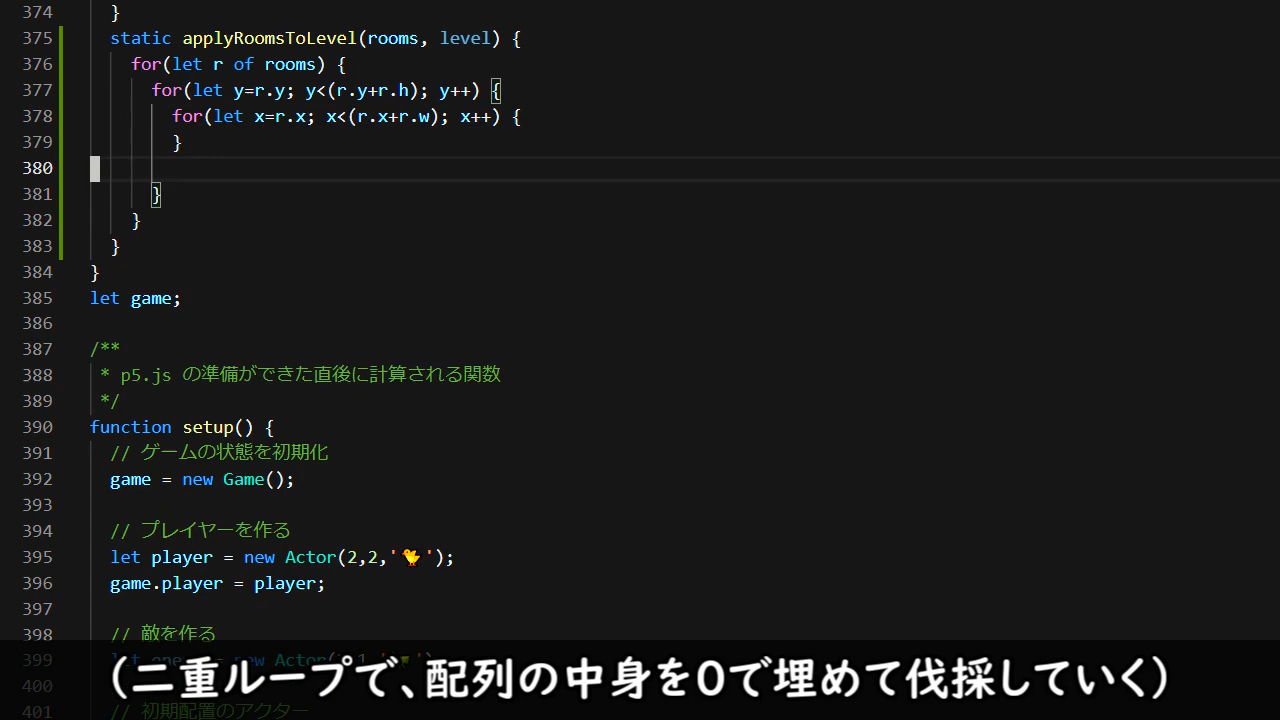 374 }
375 static applyRoomsToLevel(rooms, level) {
376 for(let r of rooms) {
377 for(let y=r.y; y<(r.y+r.h); y++) {
378 for(let x=r.x; x<(r.x+r.w); x++) {
379 }
380
381 }
382 }
383 }
384 }
385 let game;
386
387 /**
388 * p5.js の準備ができた直後に計算される関数
389 */
390 function setup() {
391 // ゲームの状態を初期化
392 game = new Game();
393
394 // プレイヤーを作る
395 let player = new Actor(2,2,'🐤');
396 game.player = player;
397
398 // 敵を作る
399 new Actor(
400
401 // 初期配置のアクター
(二重ループで、配列の中身を0で埋めて伐採していく)